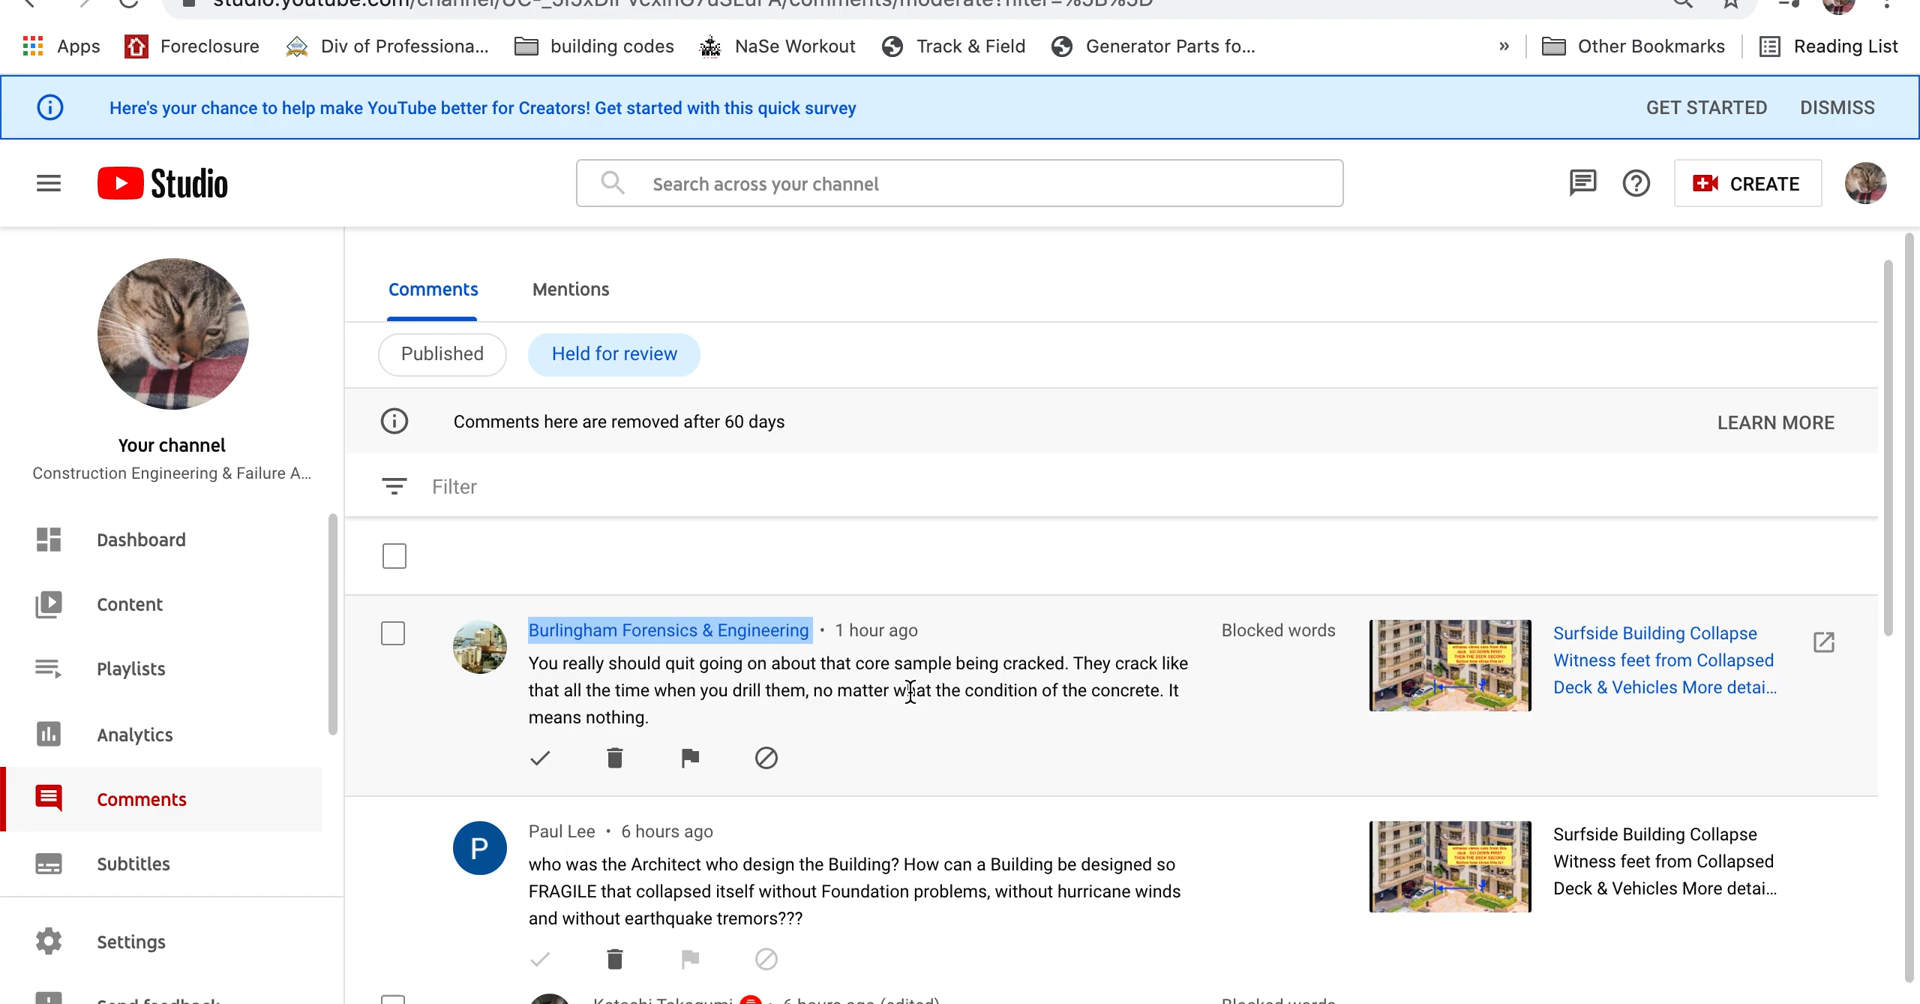 Apps Foreclosure Div of Professiona... building codes NaSe Workout Track & Field Generator Parts fo... » Other Bookmarks Reading List
Here's your chance to help make YouTube better for Creators! Get started with this quick survey GET STARTED DISMISS
Studio Search across your channel CREATE
Your channel
Construction Engineering & Failure A...
Dashboard
Content
Playlists
Analytics
Comments
Subtitles
Settings
Comments Mentions
Published Held for review
Comments here are removed after 60 days LEARN MORE
Filter
Burlingham Forensics & Engineering • 1 hour ago Blocked words
You really should quit going on about that core sample being cracked. They crack like
that all the time when you drill them, no matter what the condition of the concrete. It
means nothing.
Surfside Building Collapse
Witness feet from Collapsed
Deck & Vehicles More detai...
P
Paul Lee • 6 hours ago
who was the Architect who design the Building? How can a Building be designed so
FRAGILE that collapsed itself without Foundation problems, without hurricane winds
and without earthquake tremors???
Surfside Building Collapse
Witness feet from Collapsed
Deck & Vehicles More detai...